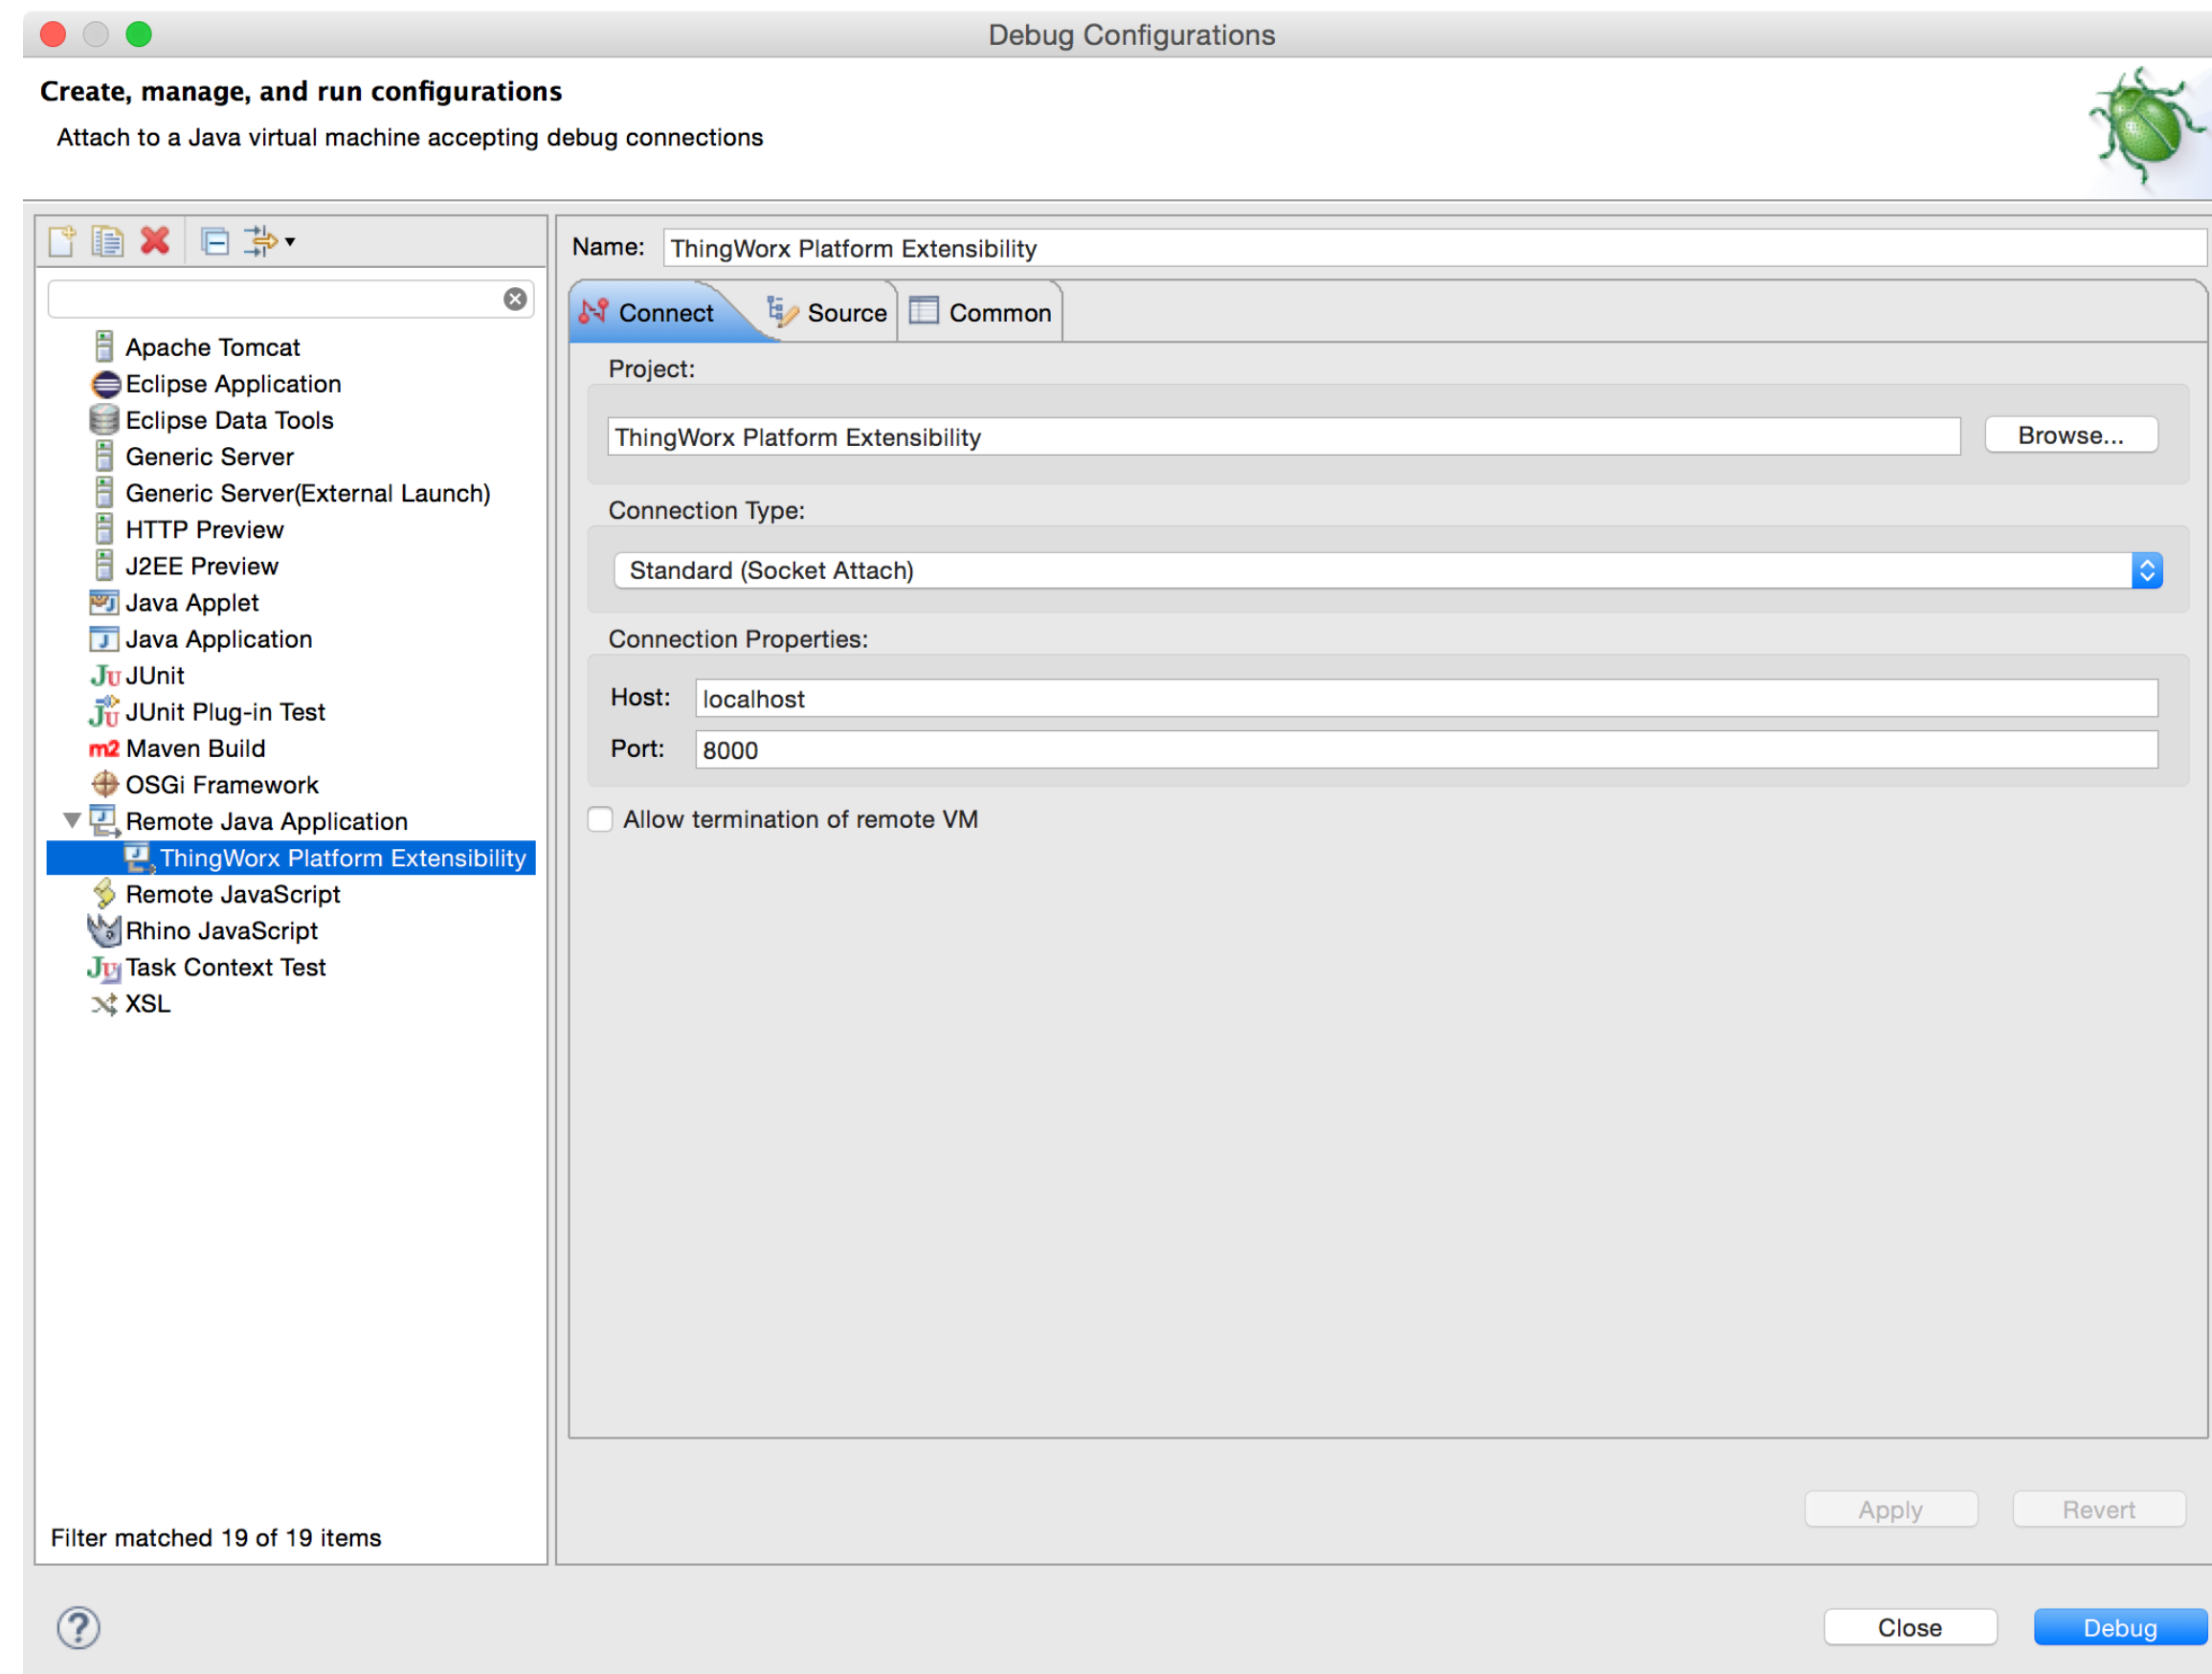 Debug Configurations
Create, manage, and run configurations
Attach to a Java virtual machine accepting debug connections
Name: ThingWorx Platform Extensibility
Connect Source Common
Apache Tomcat
Eclipse Application
Eclipse Data Tools
Generic Server
Generic Server(External Launch)
HTTP Preview
J2EE Preview
Java Applet
Java Application
JUnit
JUnit Plug-in Test
m2 Maven Build
OSGi Framework
Remote Java Application
ThingWorx Platform Extensibility
Remote JavaScript
Rhino JavaScript
Task Context Test
XSL
Filter matched 19 of 19 items
Project:
ThingWorx Platform Extensibility Browse...
Connection Type:
Standard (Socket Attach)
Connection Properties:
Host: localhost
Port: 8000
Allow termination of remote VM
Apply Revert
Close Debug